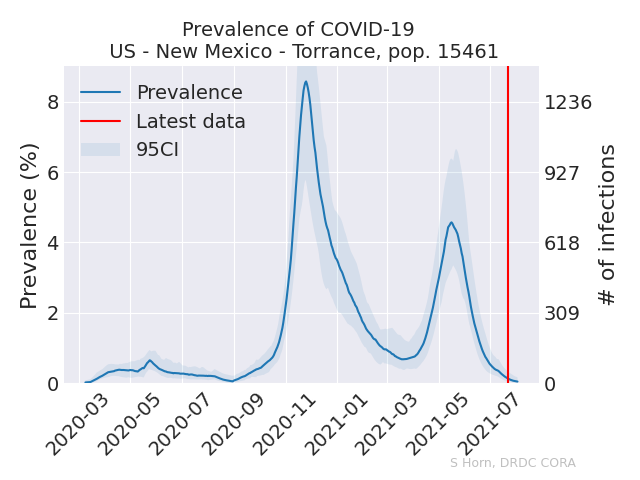 Prevalence of COVID-19
US - New Mexico - Torrance, pop. 15461
Prevalence
Latest data
95CI
Prevalence (%)
8
6
4
2
0
1236
927
618
309
0
# of infections
2020-03
2020-05
2020-07
2020-09
2020-11
2021-01
2021-03
2021-05
2021-07
S Horn, DRDC CORA